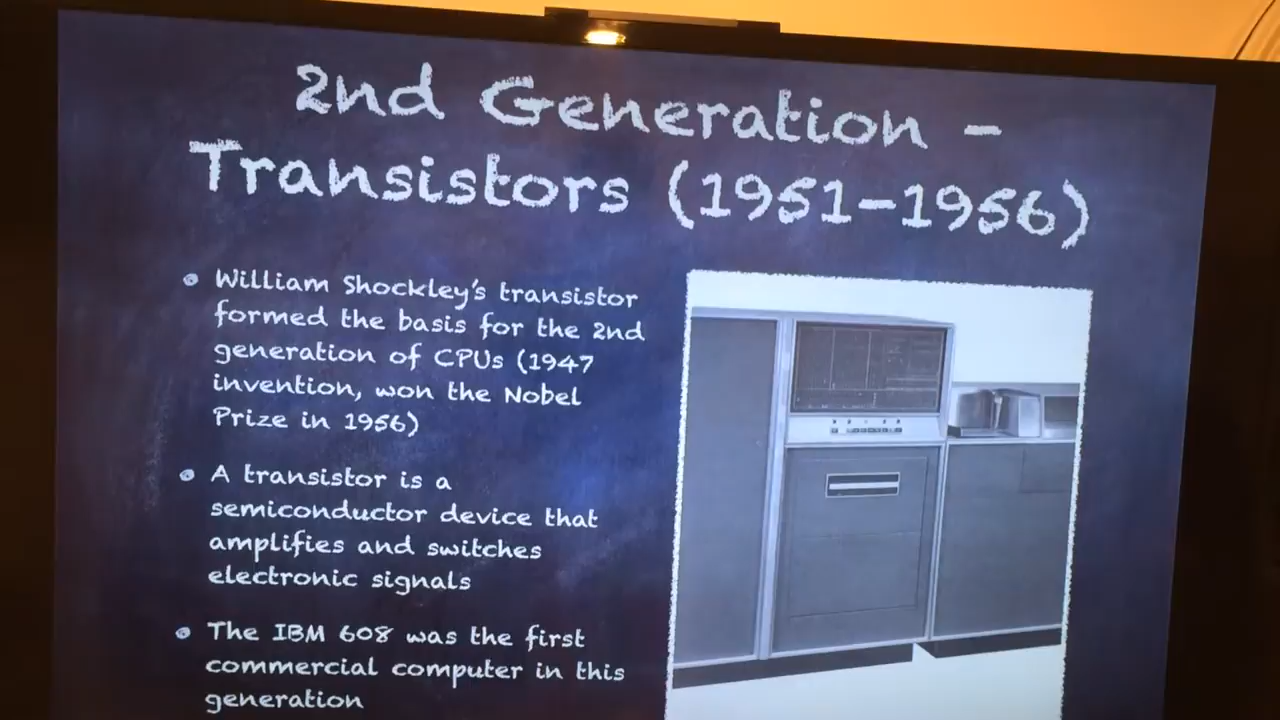 2nd Generation –
Transistors (1951–1956)
William Shockley's transistor
formed the basis for the 2nd
generation of CPUs (1947
invention, won the Nobel
Prize in 1956)
A transistor is a
semiconductor device that
amplifies and switches
electronic signals
The IBM 608 was the first
commercial computer in this
generation